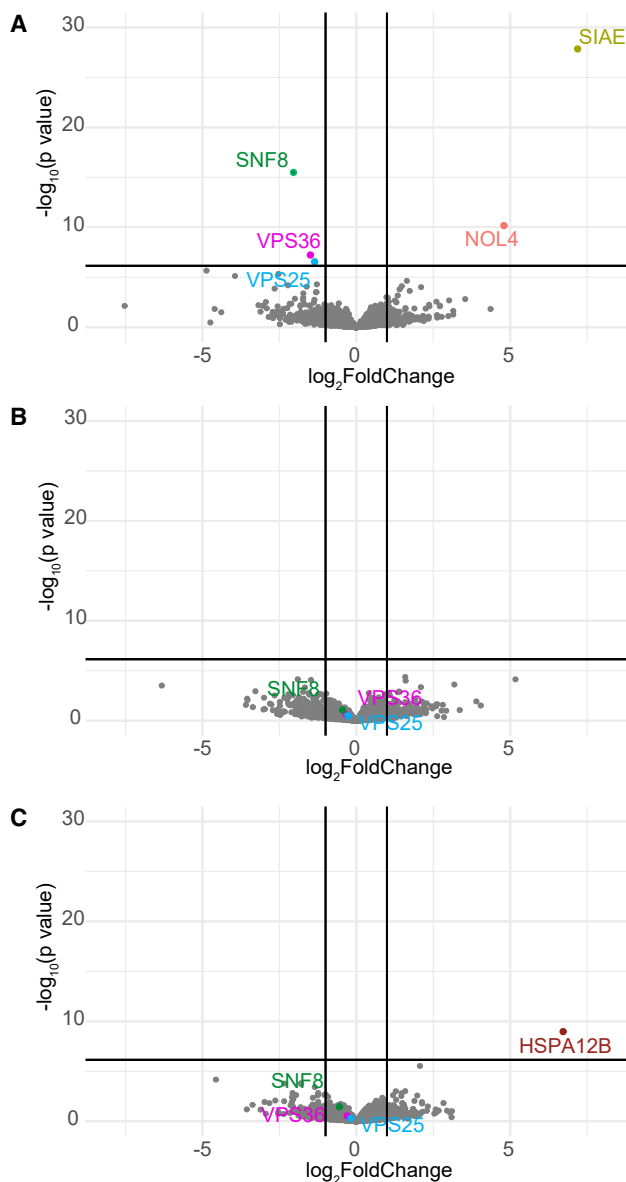 A
30
SIAE
20
SNF8
-log10(p value)
10
NOL4
VPS36
VPS25
0
-5 0 5
log2FoldChange
B
30
20
-log10(p value)
10
SNF8
VPS36
VPS25
0
-5 0 5
log2FoldChange
C
30
20
-log10(p value)
10
HSPA12B
SNF8
VPS36
VPS25
0
-5 0 5
log2FoldChange